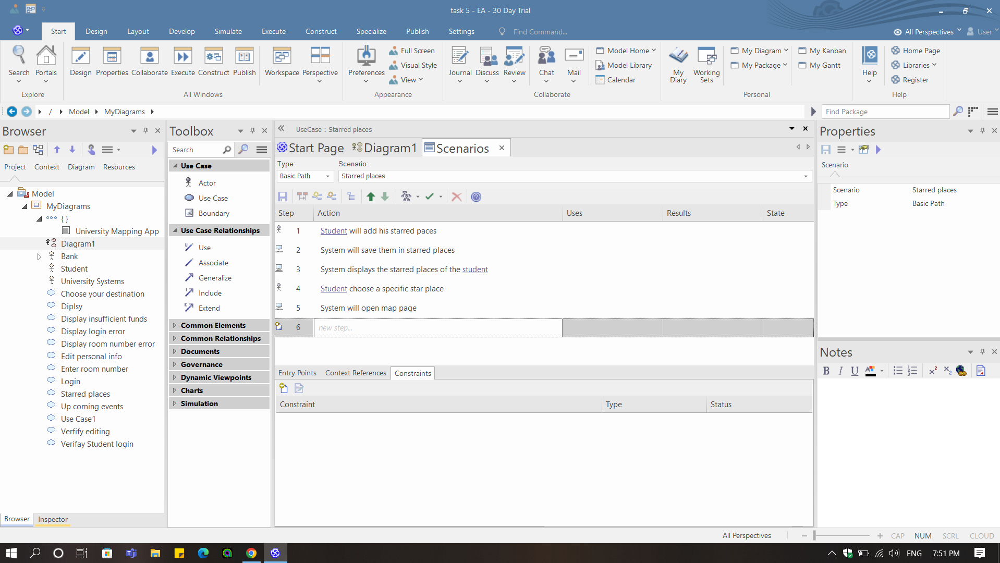 task 5 - EA - 30 Day Trial
Start Design Layout Develop Simulate Execute Construct Specialize Publish Settings Find Command... All Perspectives User
Search Portals Design Properties Collaborate Execute Construct Publish Workspace Perspective Preferences Full Screen Visual Style View Journal Discuss Review Chat Mail Model Home Model Library Calendar My Diary Working Sets My Diagram My Package My Kanban My Gantt Help Home Page Libraries Register
Explore All Windows Appearance Collaborate Personal Help
/ Model MyDiagrams Find Package
Browser
Project Context Diagram Resources
Model
MyDiagrams
{ }
University Mapping App
Diagram1
Bank
Student
University Systems
Choose your destination
Diplsy
Display insufficient funds
Display login error
Display room number error
Edit personal info
Enter room number
Login
Starred places
Up coming events
Use Case1
Verfify editing
Verifay Student login
Browser Inspector
Toolbox
Search
Use Case
Actor
Use Case
Boundary
Use Case Relationships
Use
Associate
Generalize
Include
Extend
Common Elements
Common Relationships
Documents
Governance
Dynamic Viewpoints
Charts
Simulation
UseCase : Starred places
Start Page Diagram1 Scenarios
Type: Scenario:
Basic Path Starred places
Step Action Uses Results State
1 Student will add his starred paces
2 System will save them in starred places
3 System displays the starred places of the student
4 Student choose a specific star place
5 System will open map page
6 new step...
Entry Points Context References Constraints
Constraint Type Status
Properties
Scenario
Scenario Starred places
Type Basic Path
Notes
B I U
All Perspectives CAP NUM SCRL CLOUD
ENG 7:51 PM